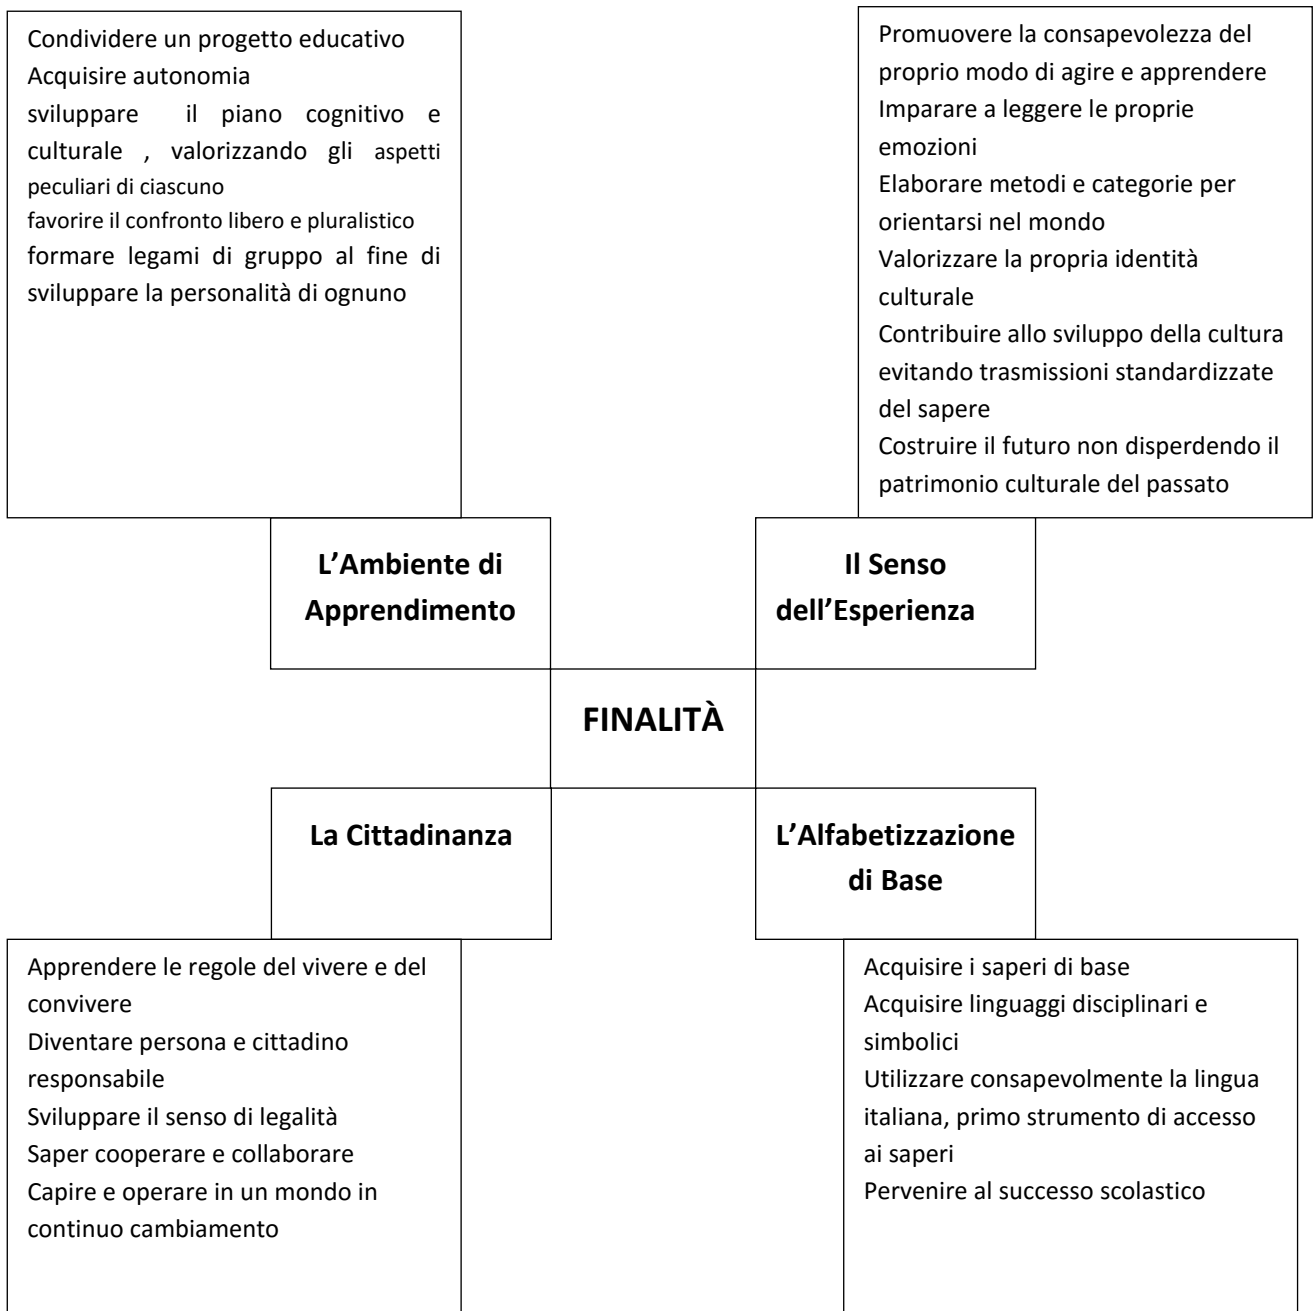 Condividere un progetto educativo
Acquisire autonomia
sviluppare il piano cognitivo e
culturale , valorizzando gli aspetti
peculiari di ciascuno
favorire il confronto libero e pluralistico
formare legami di gruppo al fine di
sviluppare la personalità di ognuno
Promuovere la consapevolezza del
proprio modo di agire e apprendere
Imparare a leggere le proprie
emozioni
Elaborare metodi e categorie per
orientarsi nel mondo
Valorizzare la propria identità
culturale
Contribuire allo sviluppo della cultura
evitando trasmissioni standardizzate
del sapere
Costruire il futuro non disperdendo il
patrimonio culturale del passato
L’Ambiente di
Apprendimento
Il Senso
dell’Esperienza
FINALITÀ
La Cittadinanza
L’Alfabetizzazione
di Base
Apprendere le regole del vivere e del
convivere
Diventare persona e cittadino
responsabile
Sviluppare il senso di legalità
Saper cooperare e collaborare
Capire e operare in un mondo in
continuo cambiamento
Acquisire i saperi di base
Acquisire linguaggi disciplinari e
simbolici
Utilizzare consapevolmente la lingua
italiana, primo strumento di accesso
ai saperi
Pervenire al successo scolastico